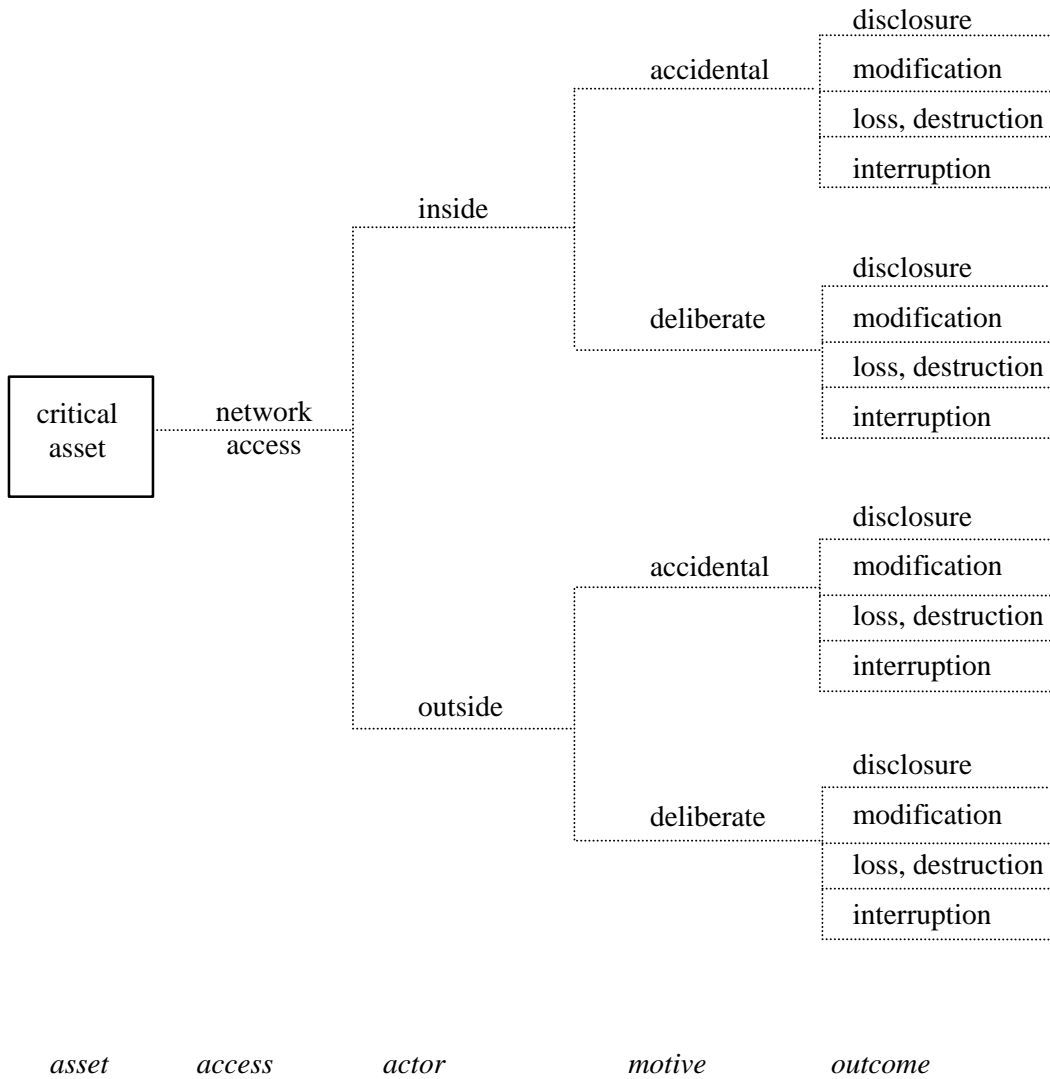 disclosure
accidental modification
loss, destruction
interruption
inside
disclosure
deliberate modification
loss, destruction
interruption
critical
asset
network
access
disclosure
accidental modification
loss, destruction
interruption
outside
disclosure
deliberate modification
loss, destruction
interruption
asset access actor motive outcome